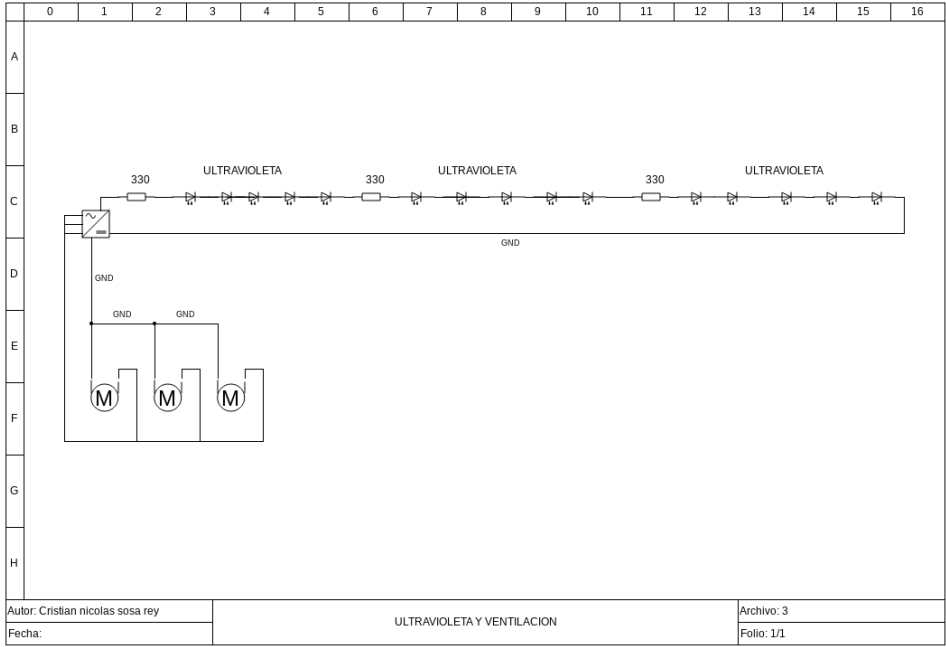 0 1 2 3 4 5 6 7 8 9 10 11 12 13 14 15 16
A
B
ULTRAVIOLETA ULTRAVIOLETA ULTRAVIOLETA
330 330 330
C
GND
D
GND
GND GND
E
M M M
F
G
H
Autor: Cristian nicolas sosa rey
Fecha:
ULTRAVIOLETA Y VENTILACION
Archivo: 3
Folio: 1/1